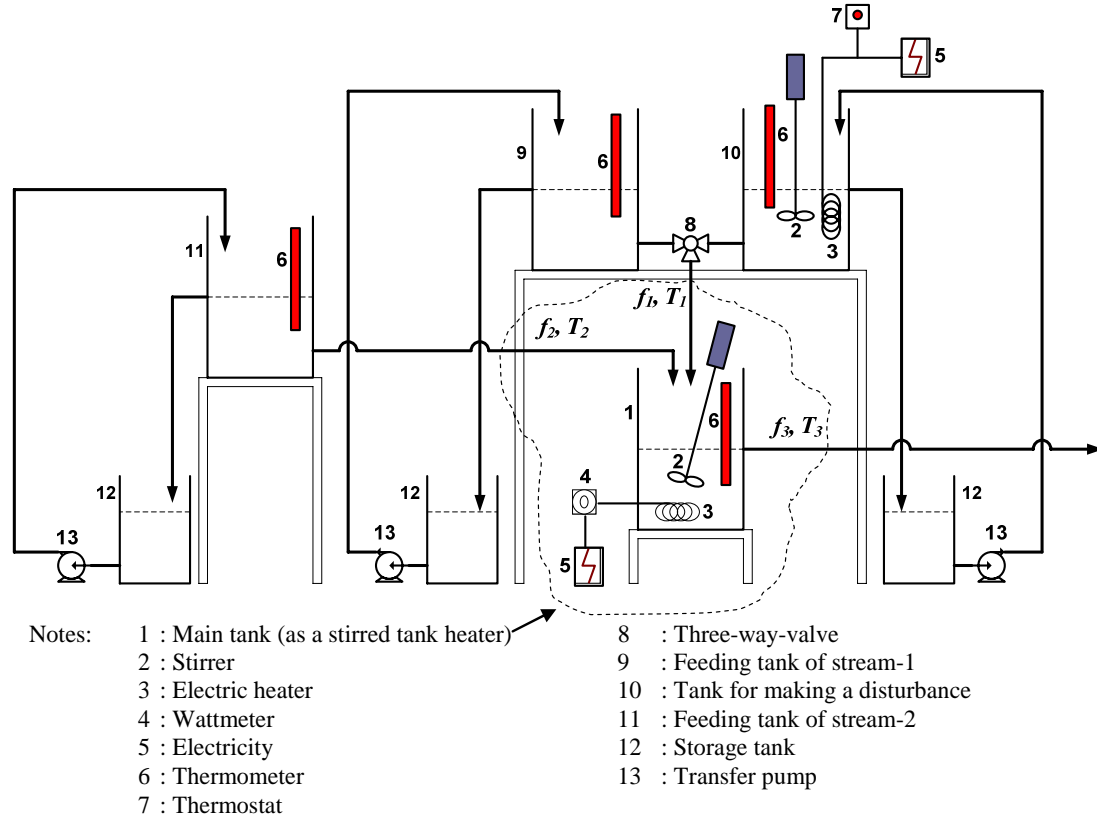 7
5
9
6
10
6
8
2
3
11
6
f1, T1
f2, T2
1
6
f3, T3
2
4
3
5
12
12
12
13
13
13
Notes:
1 : Main tank (as a stirred tank heater)
2 : Stirrer
3 : Electric heater
4 : Wattmeter
5 : Electricity
6 : Thermometer
7 : Thermostat
8 : Three-way-valve
9 : Feeding tank of stream-1
10 : Tank for making a disturbance
11 : Feeding tank of stream-2
12 : Storage tank
13 : Transfer pump